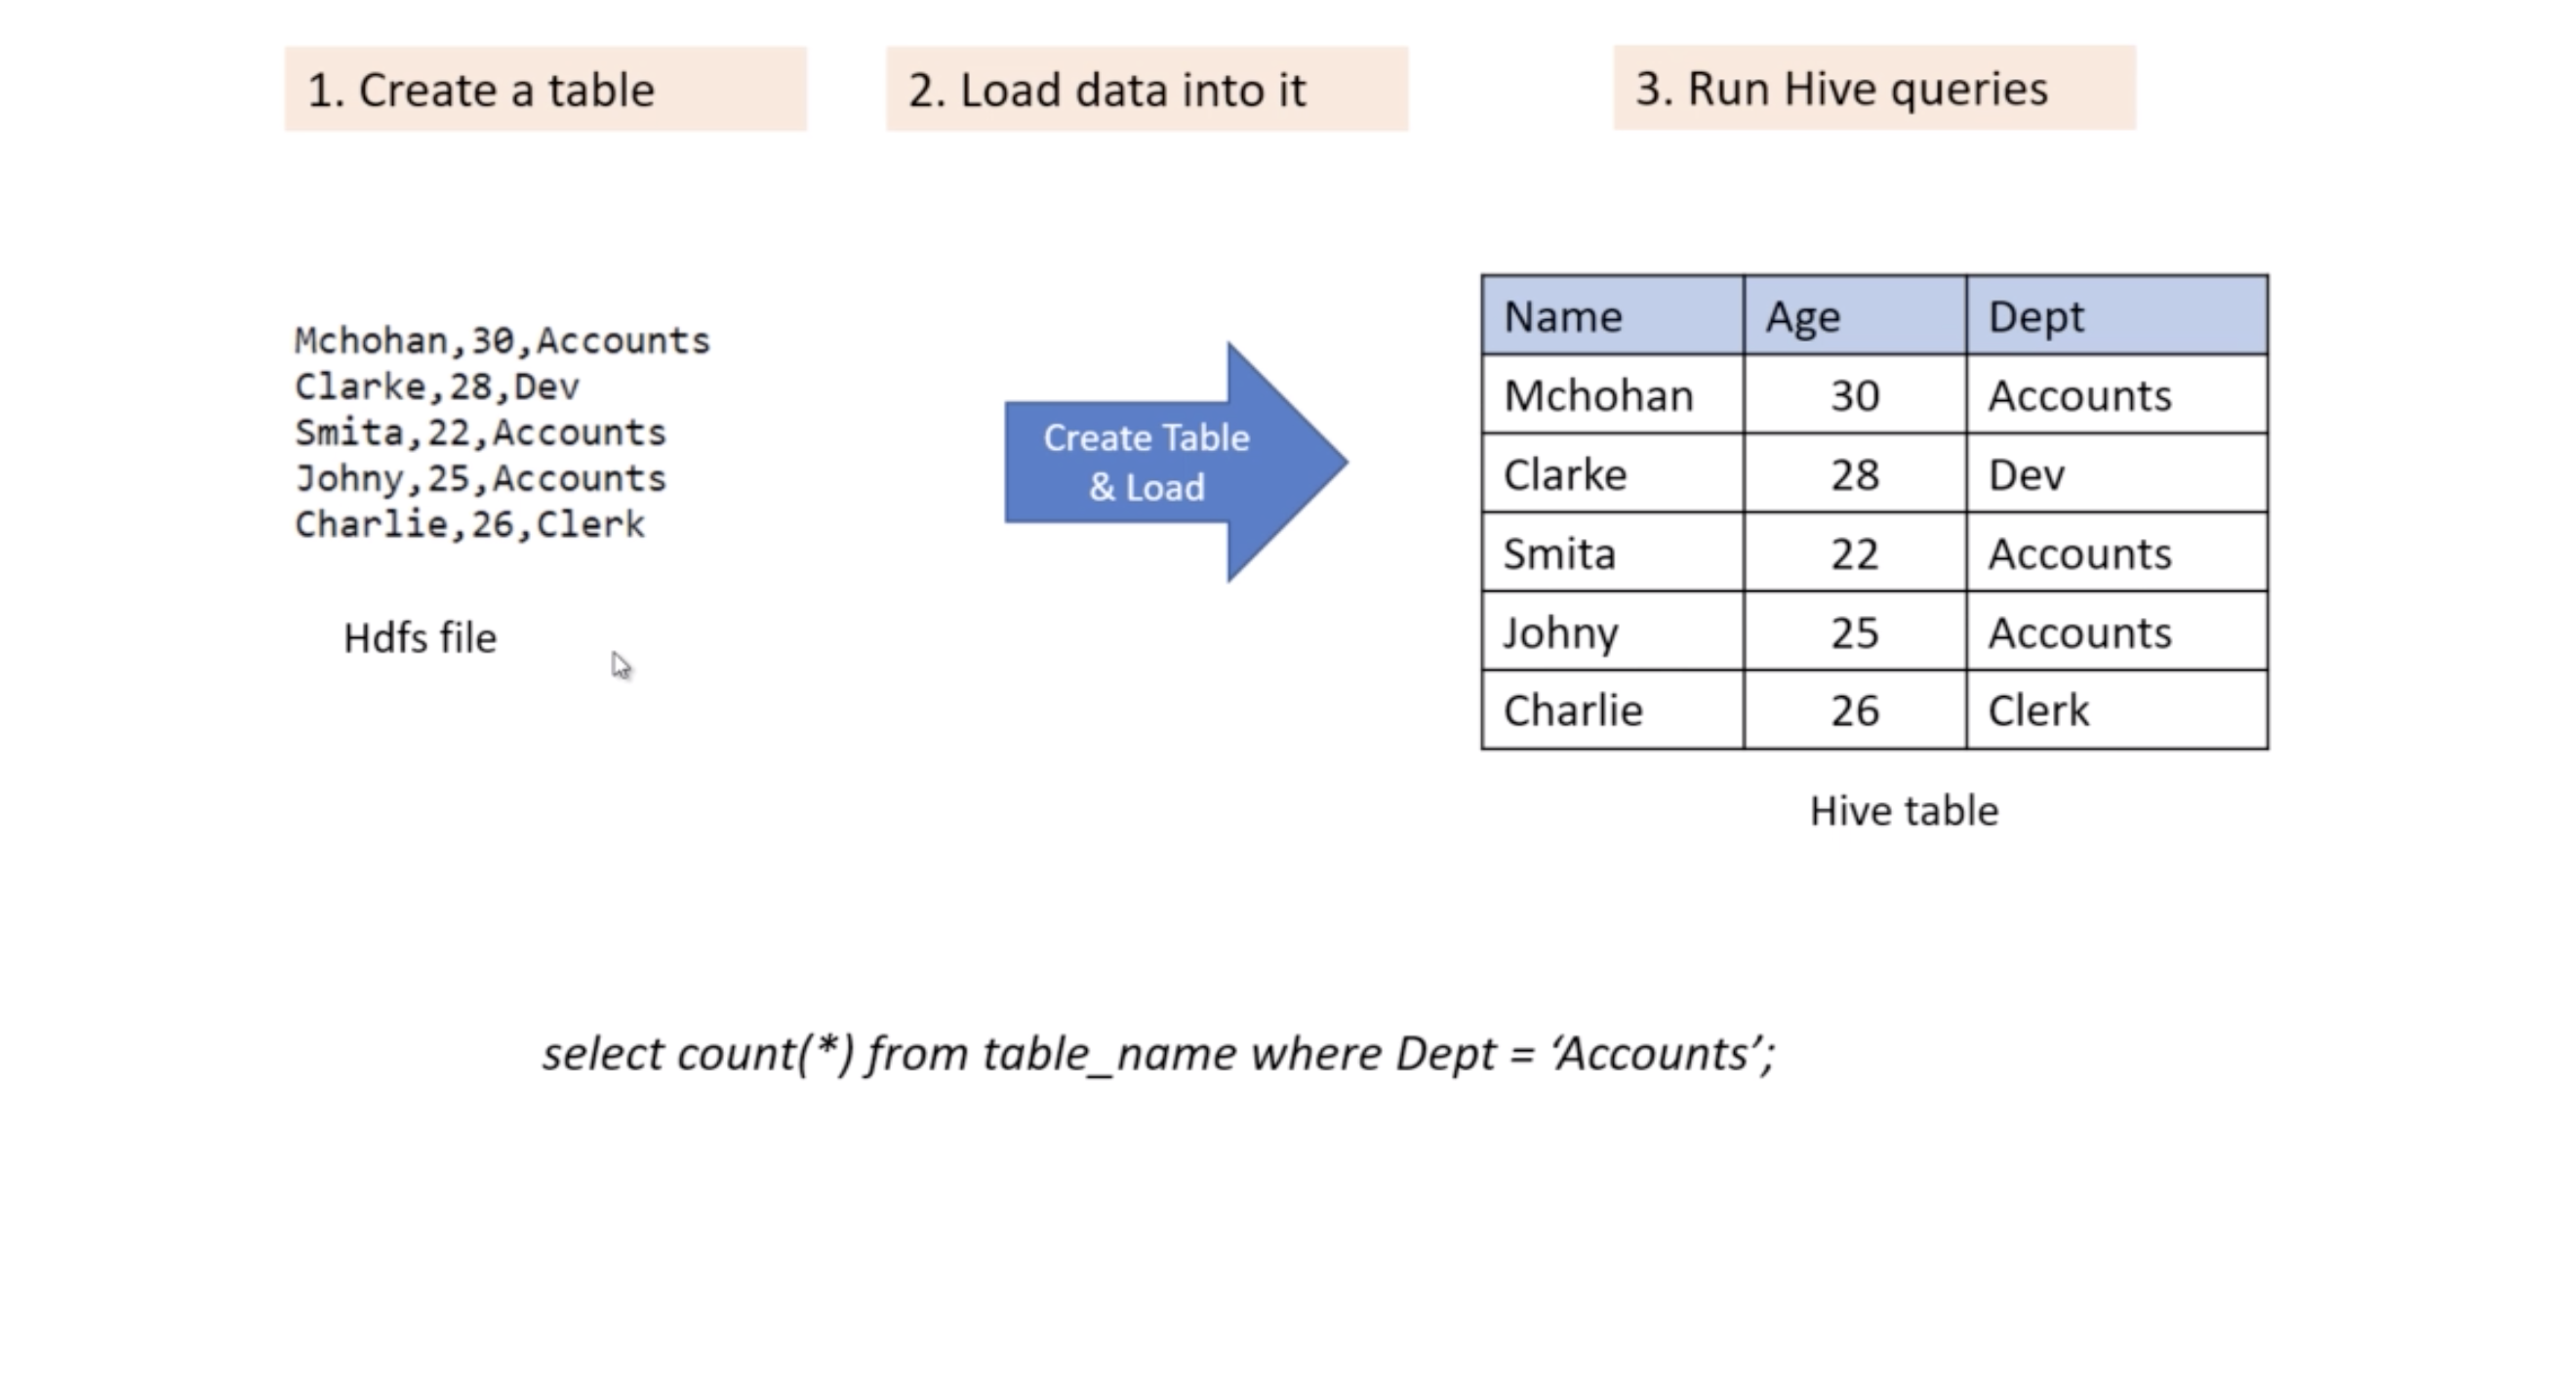 1. Create a table
2. Load data into it
3. Run Hive queries
Mchohan,30,Accounts
Clarke,28,Dev
Smita,22,Accounts
Johny,25,Accounts
Charlie,26,Clerk
Hdfs file
Create Table
& Load
Name Age Dept
Mchohan 30 Accounts
Clarke 28 Dev
Smita 22 Accounts
Johny 25 Accounts
Charlie 26 Clerk
Hive table
select count(*) from table_name where Dept = ‘Accounts’;